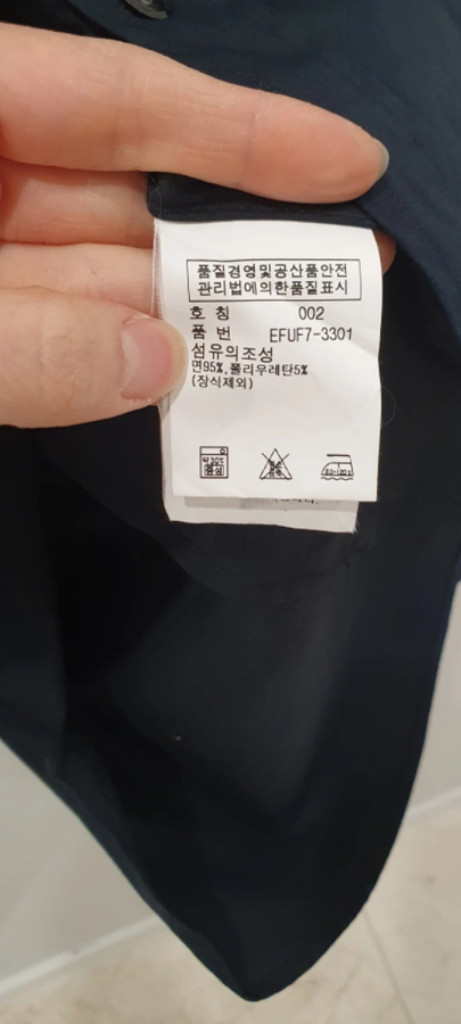 품질경영및공산품안전
관리법에의한품질표시
호 칭 002
품 번 EFUF7-3301
섬유의조성
면95%,폴리우레탄5%
(장식제외)